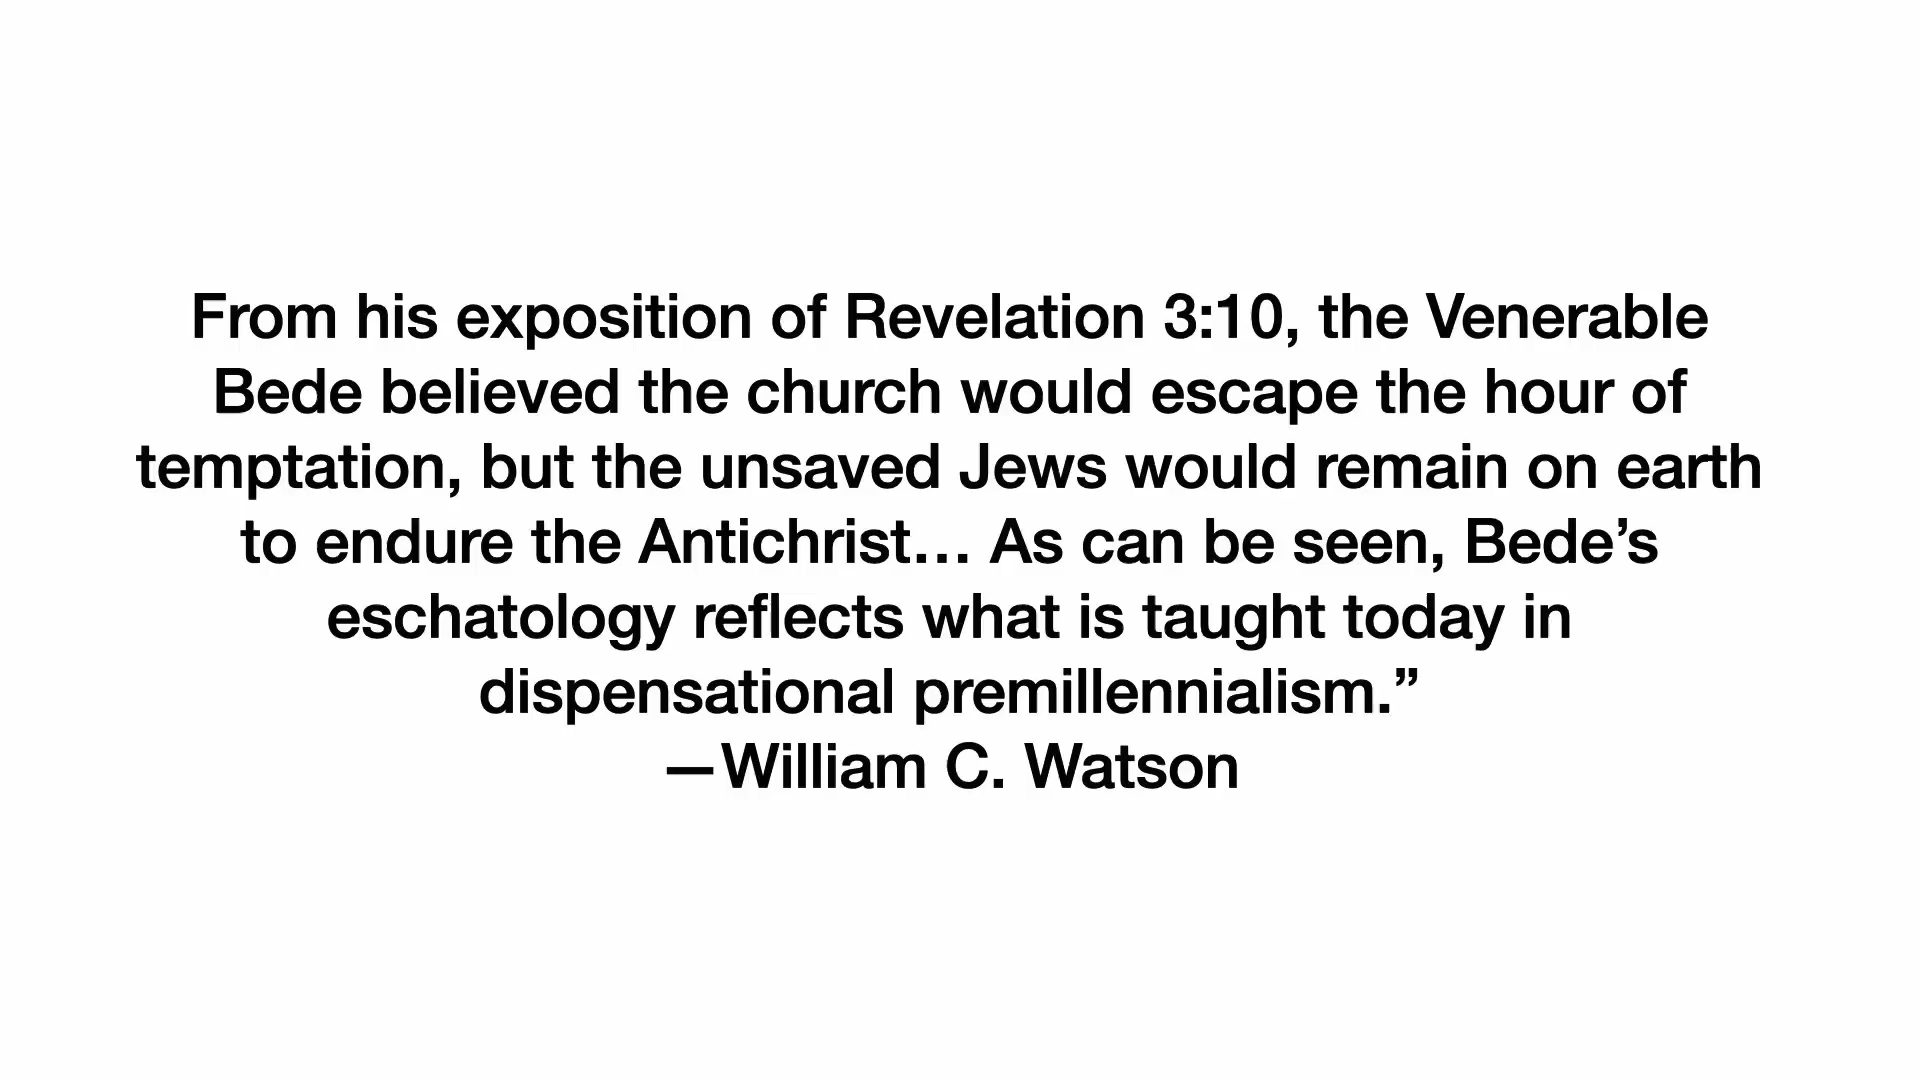 From his exposition of Revelation 3:10, the Venerable
Bede believed the church would escape the hour of
temptation, but the unsaved Jews would remain on earth
to endure the Antichrist… As can be seen, Bede’s
eschatology reflects what is taught today in
dispensational premillennialism.”
—William C. Watson